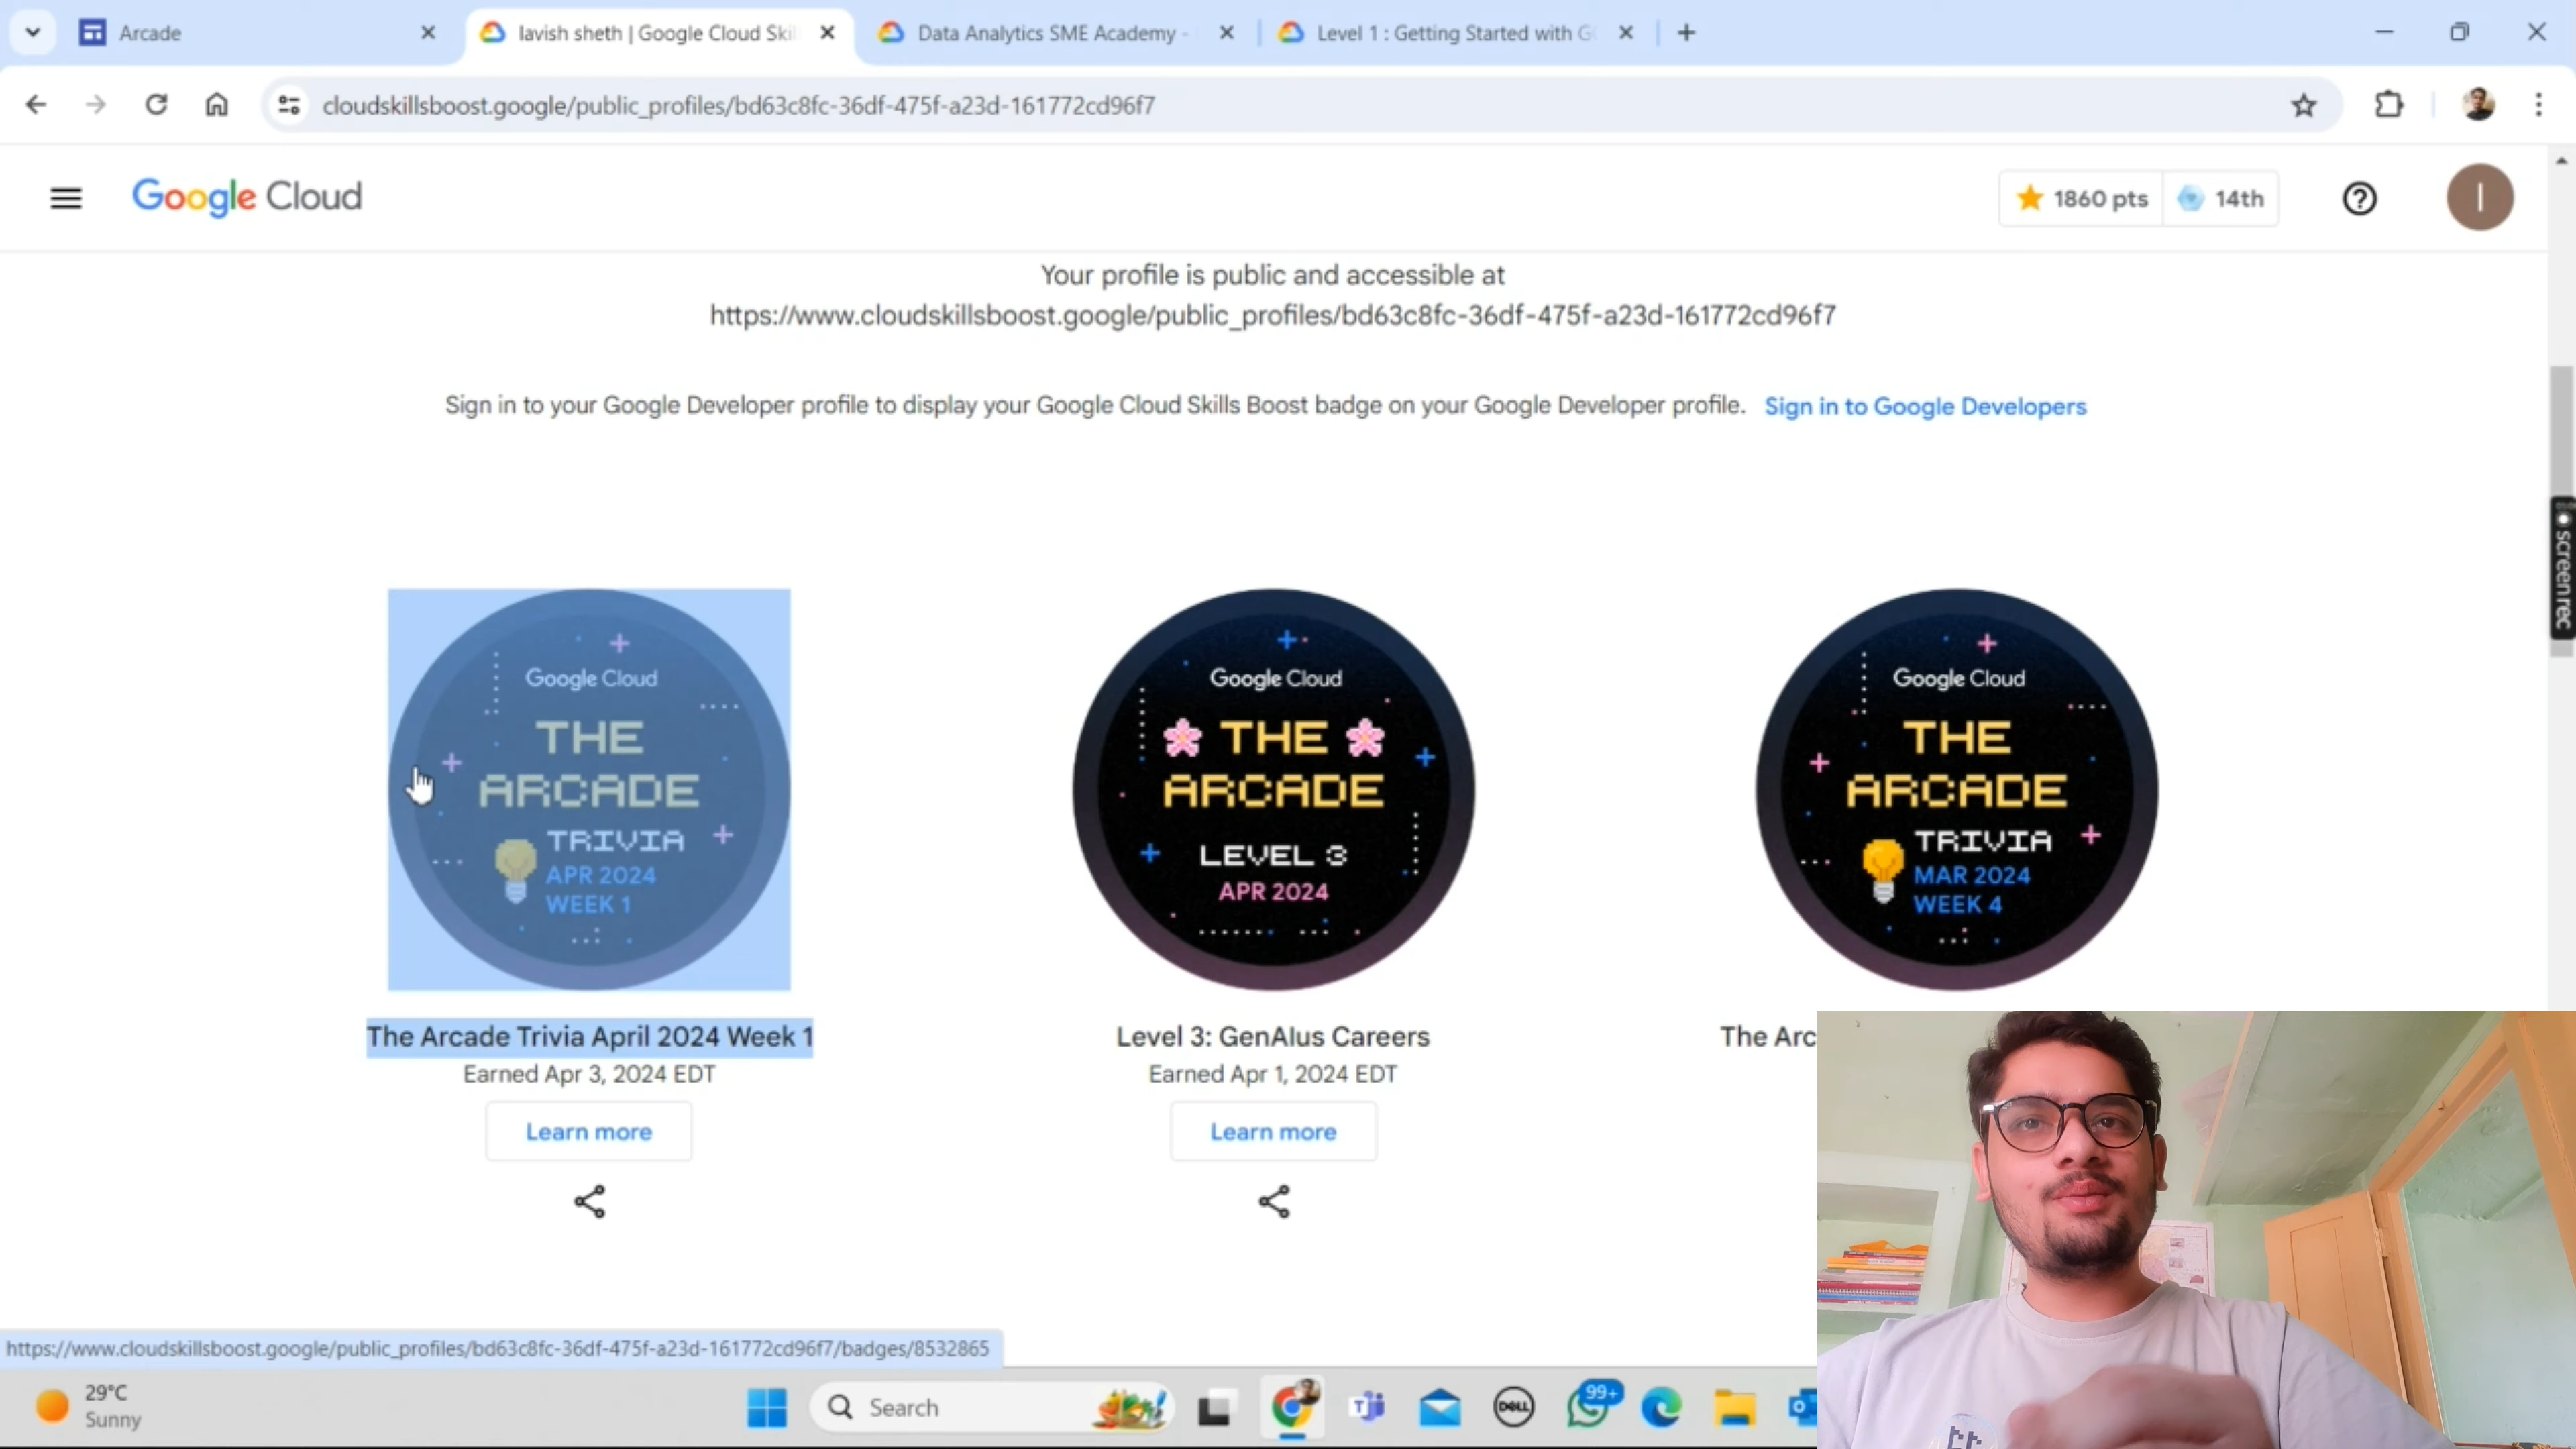 Arcade
lavish sheth | Google Cloud Skil
Data Analytics SME Academy -
Level 1 : Getting Started with G
cloudskillsboost.google/public_profiles/bd63c8fc-36df-475f-a23d-161772cd96f7
Google Cloud
1860 pts
14th
I
Your profile is public and accessible at
https://www.cloudskillsboost.google/public_profiles/bd63c8fc-36df-475f-a23d-161772cd96f7
Sign in to your Google Developer profile to display your Google Cloud Skills Boost badge on your Google Developer profile. Sign in to Google Developers
screenrec
Google Cloud
THE
ARCADE
TRIVIA
APR 2024
WEEK 1
Google Cloud
THE
ARCADE
LEVEL 3
APR 2024
Google Cloud
THE
ARCADE
TRIVIA
MAR 2024
WEEK 4
The Arcade Trivia April 2024 Week 1
Earned Apr 3, 2024 EDT
Learn more
Level 3: GenAIus Careers
Earned Apr 1, 2024 EDT
Learn more
The Arc
https://www.cloudskillsboost.google/public_profiles/bd63c8fc-36df-475f-a23d-161772cd96f7/badges/8532865
29°C
Sunny
Search
DELL
99+